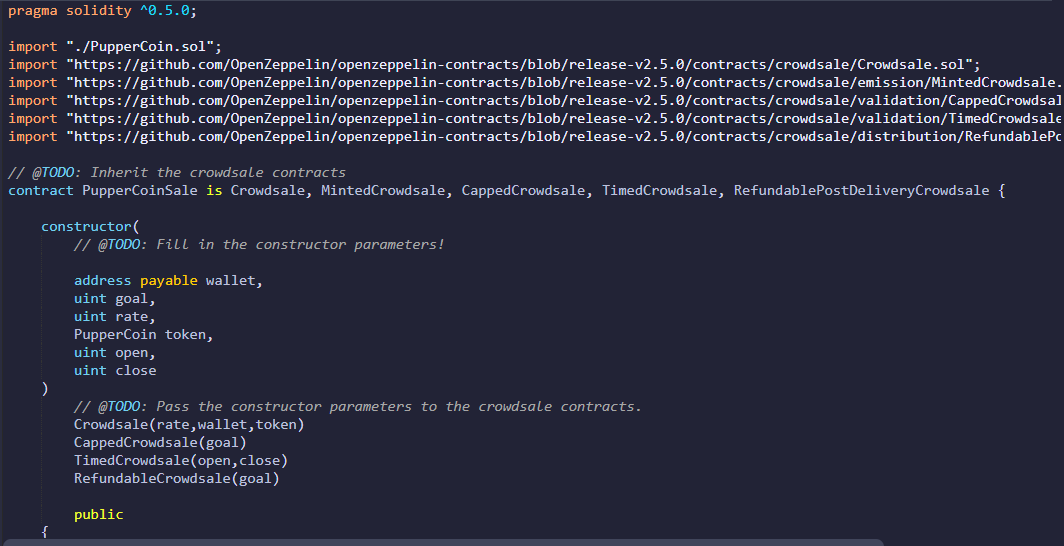 pragma solidity ^0.5.0;
import "./PupperCoin.sol";
import "https://github.com/OpenZeppelin/openzeppelin-contracts/blob/release-v2.5.0/contracts/crowdsale/Crowdsale.sol";
import "https://github.com/OpenZeppelin/openzeppelin-contracts/blob/release-v2.5.0/contracts/crowdsale/emission/MintedCrowdsale.
import "https://github.com/OpenZeppelin/openzeppelin-contracts/blob/release-v2.5.0/contracts/crowdsale/validation/CappedCrowdsal
import "https://github.com/OpenZeppelin/openzeppelin-contracts/blob/release-v2.5.0/contracts/crowdsale/validation/TimedCrowdsale
import "https://github.com/OpenZeppelin/openzeppelin-contracts/blob/release-v2.5.0/contracts/crowdsale/distribution/RefundablePo
// @TODO: Inherit the crowdsale contracts
contract PupperCoinSale is Crowdsale, MintedCrowdsale, CappedCrowdsale, TimedCrowdsale, RefundablePostDeliveryCrowdsale {
constructor(
// @TODO: Fill in the constructor parameters!
address payable wallet,
uint goal,
uint rate,
PupperCoin token,
uint open,
uint close
)
// @TODO: Pass the constructor parameters to the crowdsale contracts.
Crowdsale(rate,wallet,token)
CappedCrowdsale(goal)
TimedCrowdsale(open,close)
RefundableCrowdsale(goal)
public
{